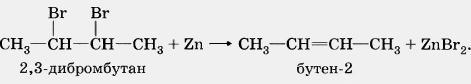 Br Br
CH₃—CH—CH—CH₃ + Zn ⟶ CH₃—CH=CH—CH₃ + ZnBr₂.
2,3-дибромбутан бутен-2